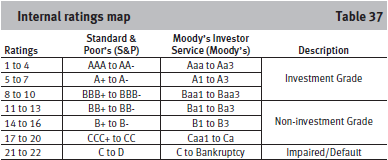 Internal ratings map Table 37
Standard & Moody's Investor
Ratings Poor's (S&P) Service (Moody's) Description
1 to 4 AAA to AA- Aaa to Aa3
5 to 7 A+ to A- A1 to A3 Investment Grade
8 to 10 BBB+ to BBB- Baa1 to Baa3
11 to 13 BB+ to BB- Ba1 to Ba3
14 to 16 B+ to B- B1 to B3 Non-investment Grade
17 to 20 CCC+ to CC Caa1 to Ca
21 to 22 C to D C to Bankruptcy Impaired/Default